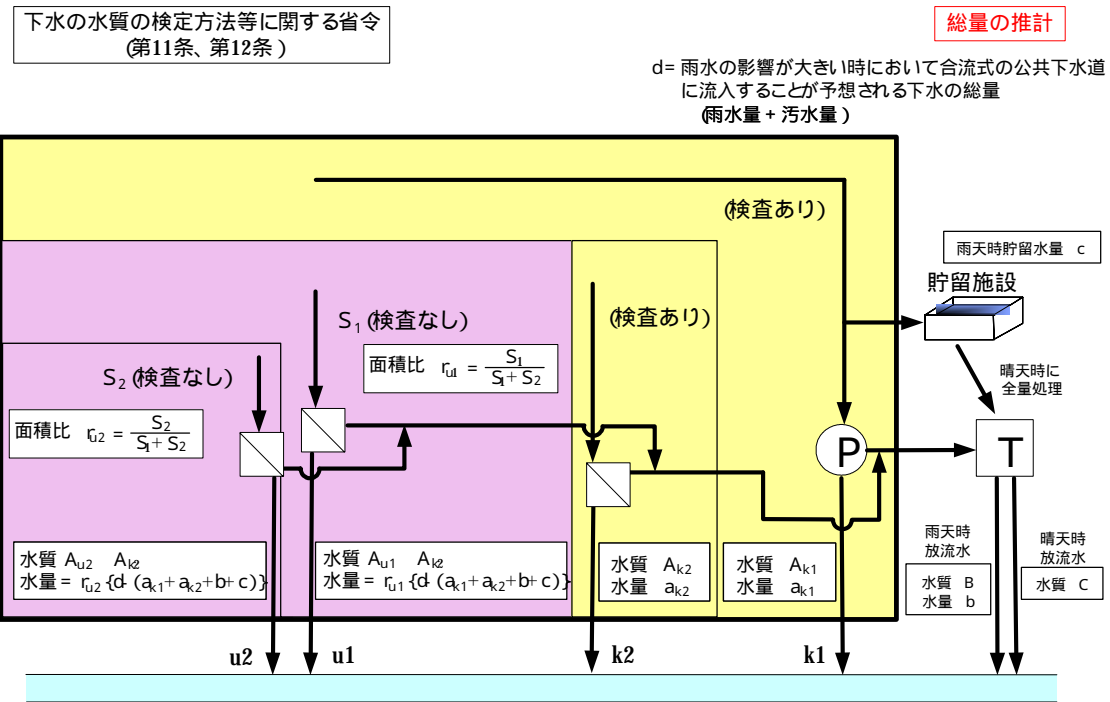 下水の水質の検定方法等に関する省令
(第11条、第12条)
総量の推計
d= 雨水の影響が大きい時において合流式の公共下水道
に流入することが予想される下水の総量
(雨水量+汚水量)
(検査あり)
雨天時貯留水量 c
貯留施設
S1 (検査なし)
(検査あり)
面積比 ru1 = S1 / S1+S2
晴天時に
全量処理
S2 (検査なし)
面積比 ru2 = S2 / S1+S2
P
T
雨天時
放流水
晴天時
放流水
水質 Au2 Ak2
水量= ru2 {d-(ak1+ak2+b+c)}
水質 Au1 Ak2
水量= ru1 {d-(ak1+ak2+b+c)}
水質 Ak2
水量 ak2
水質 Ak1
水量 ak1
水質 B
水量 b
水質 C
u2
u1
k2
k1